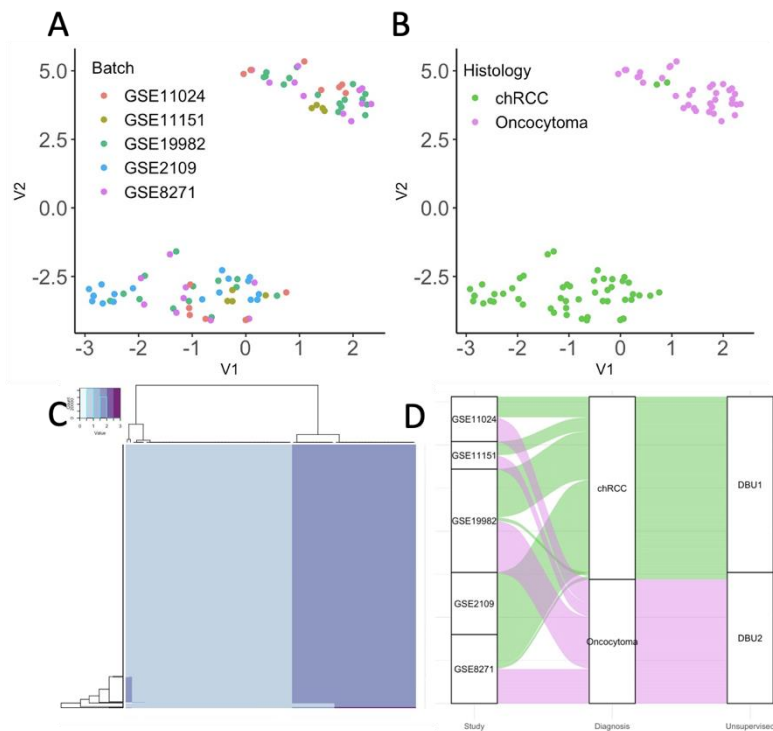 A
Batch
GSE11024
GSE11151
GSE19982
GSE2109
GSE8271
5.0
2.5
0.0
-2.5
V2
-3 -2 -1 0 1 2
V1
B
Histology
chRCC
Oncocytoma
5.0
2.5
0.0
-2.5
V2
-3 -2 -1 0 1 2
V1
C
0 1 2 3
Value
D
GSE11024
GSE11151
GSE19982
GSE2109
GSE8271
chRCC
Oncocytoma
DBU1
DBU2
Study Diagnosis Unsupervised